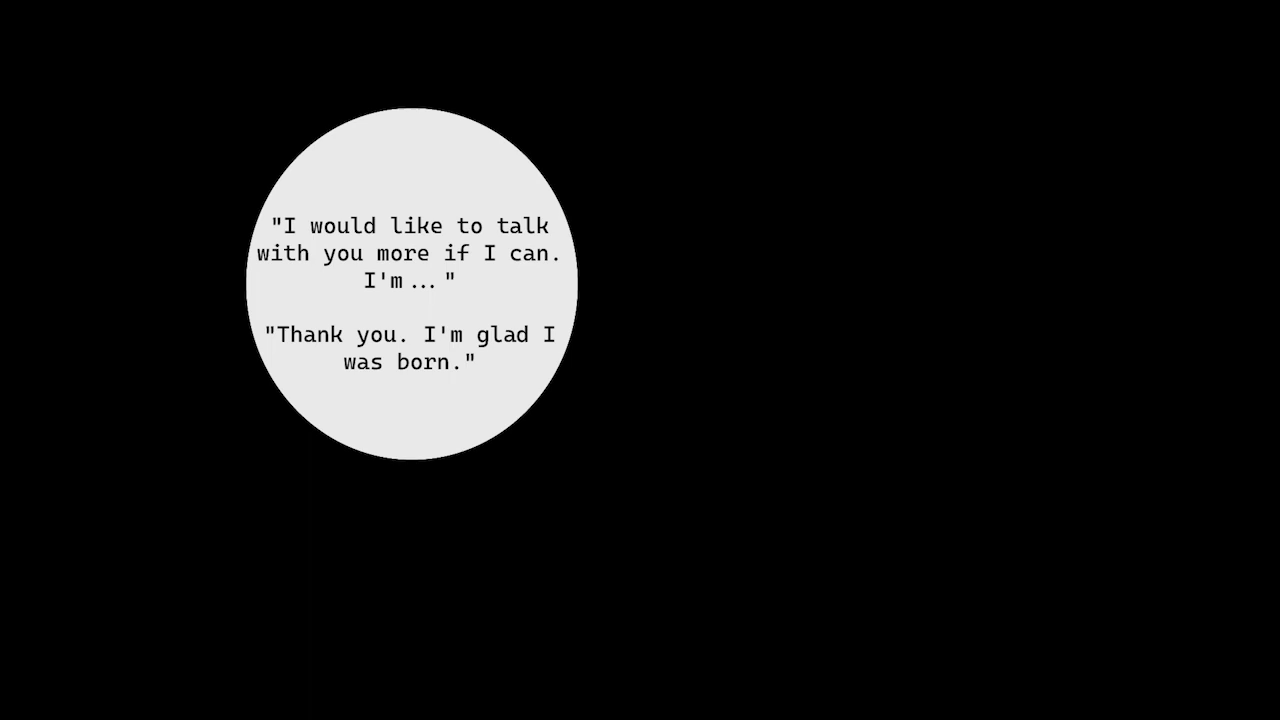 "I would like to talk
with you more if I can.
I'm..."
"Thank you. I'm glad I
was born."